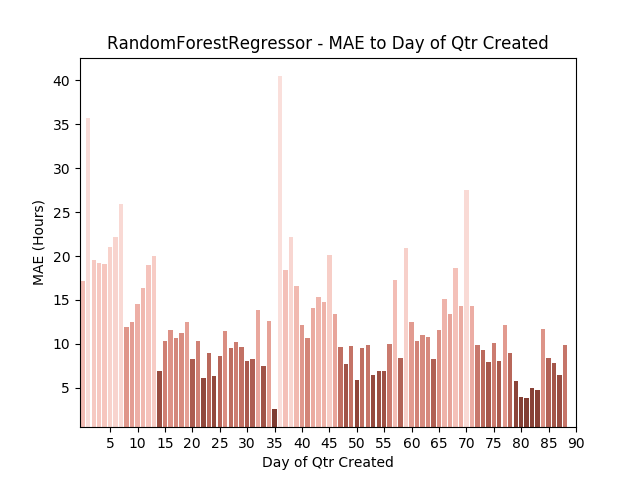 RandomForestRegressor - MAE to Day of Qtr Created
MAE (Hours)
40
35
30
25
20
15
10
5
5 10 15 20 25 30 35 40 45 50 55 60 65 70 75 80 85 90
Day of Qtr Created